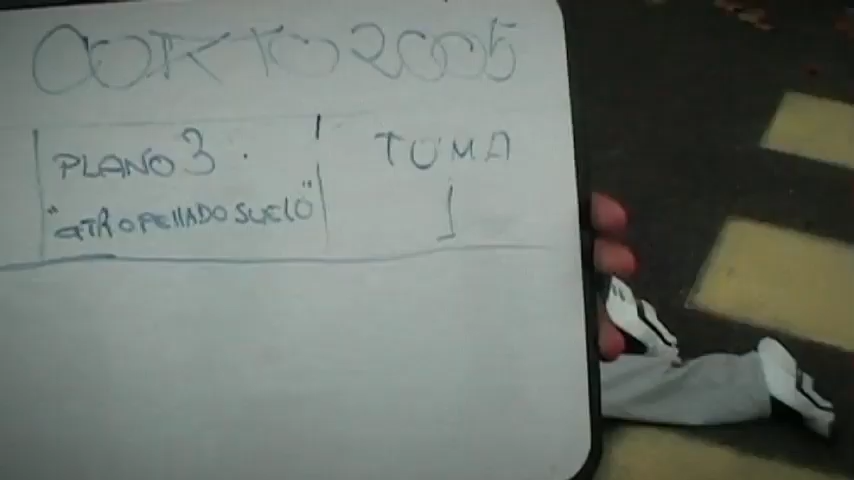 CORTO 2005
PLANO 3. TOMA
"ATROPELLADO SUELO" 1